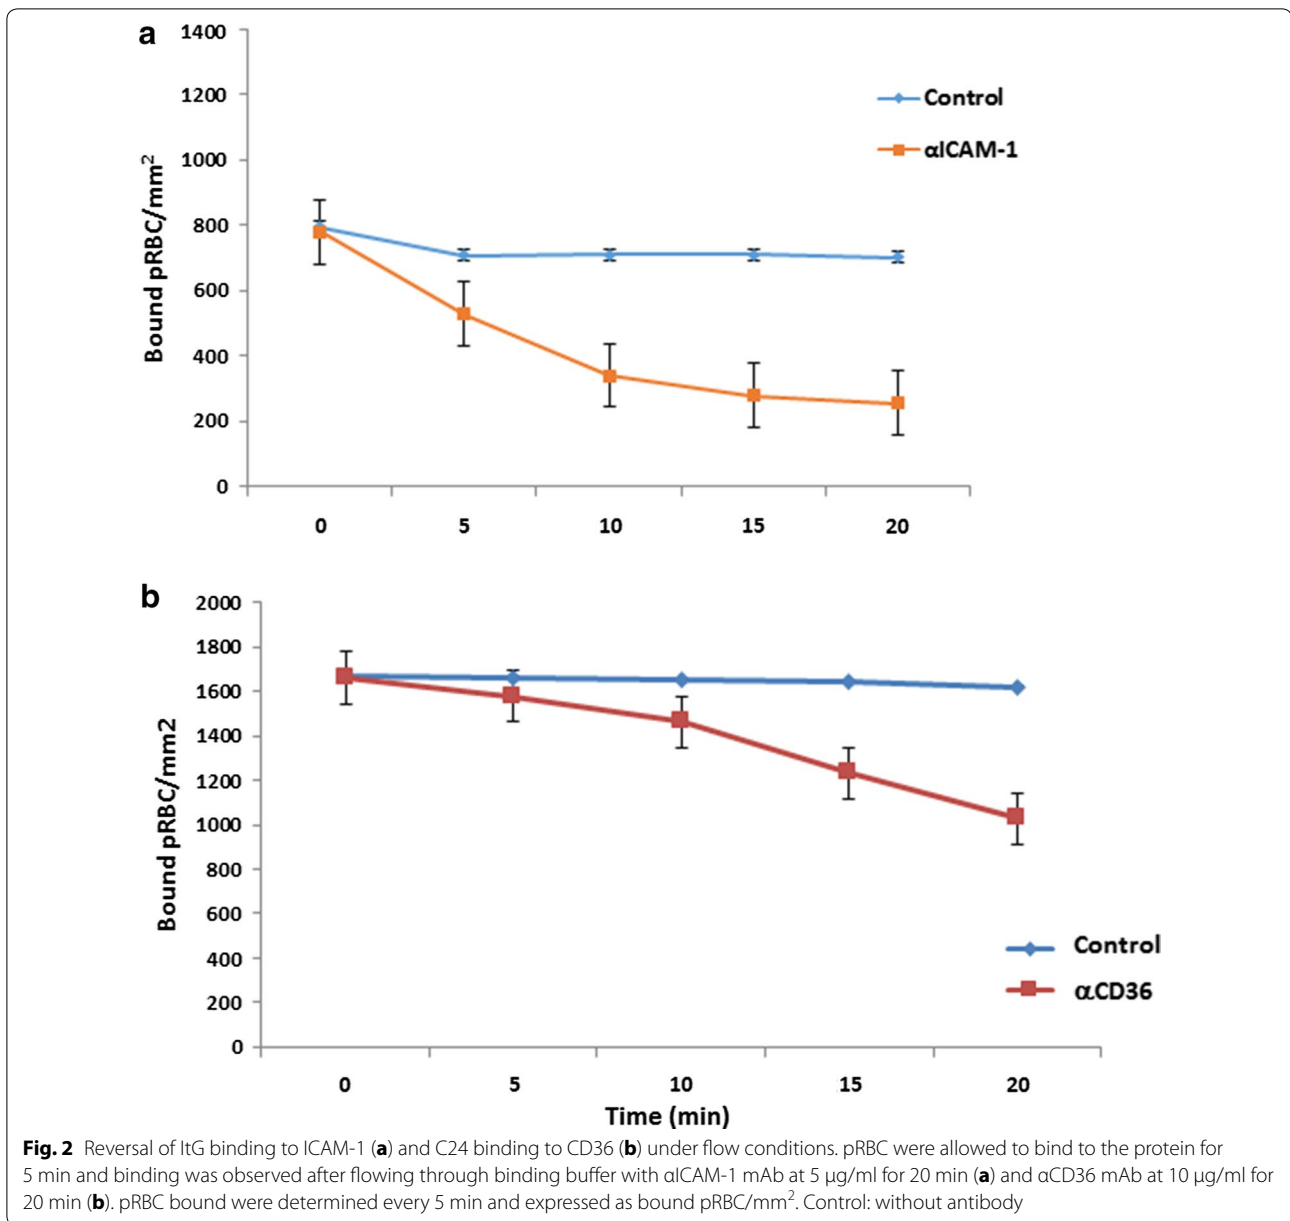 a
1400
1200
1000
800
600
400
200
0
Bound pRBC/mm²
Control
αICAM-1
0 5 10 15 20
b
2000
1800
1600
1400
1200
1000
800
600
400
200
0
Bound pRBC/mm2
Control
αCD36
0 5 10 15 20
Time (min)
Fig. 2 Reversal of ItG binding to ICAM-1 (a) and C24 binding to CD36 (b) under flow conditions. pRBC were allowed to bind to the protein for
5 min and binding was observed after flowing through binding buffer with αICAM-1 mAb at 5 µg/ml for 20 min (a) and αCD36 mAb at 10 µg/ml for
20 min (b). pRBC bound were determined every 5 min and expressed as bound pRBC/mm². Control: without antibody